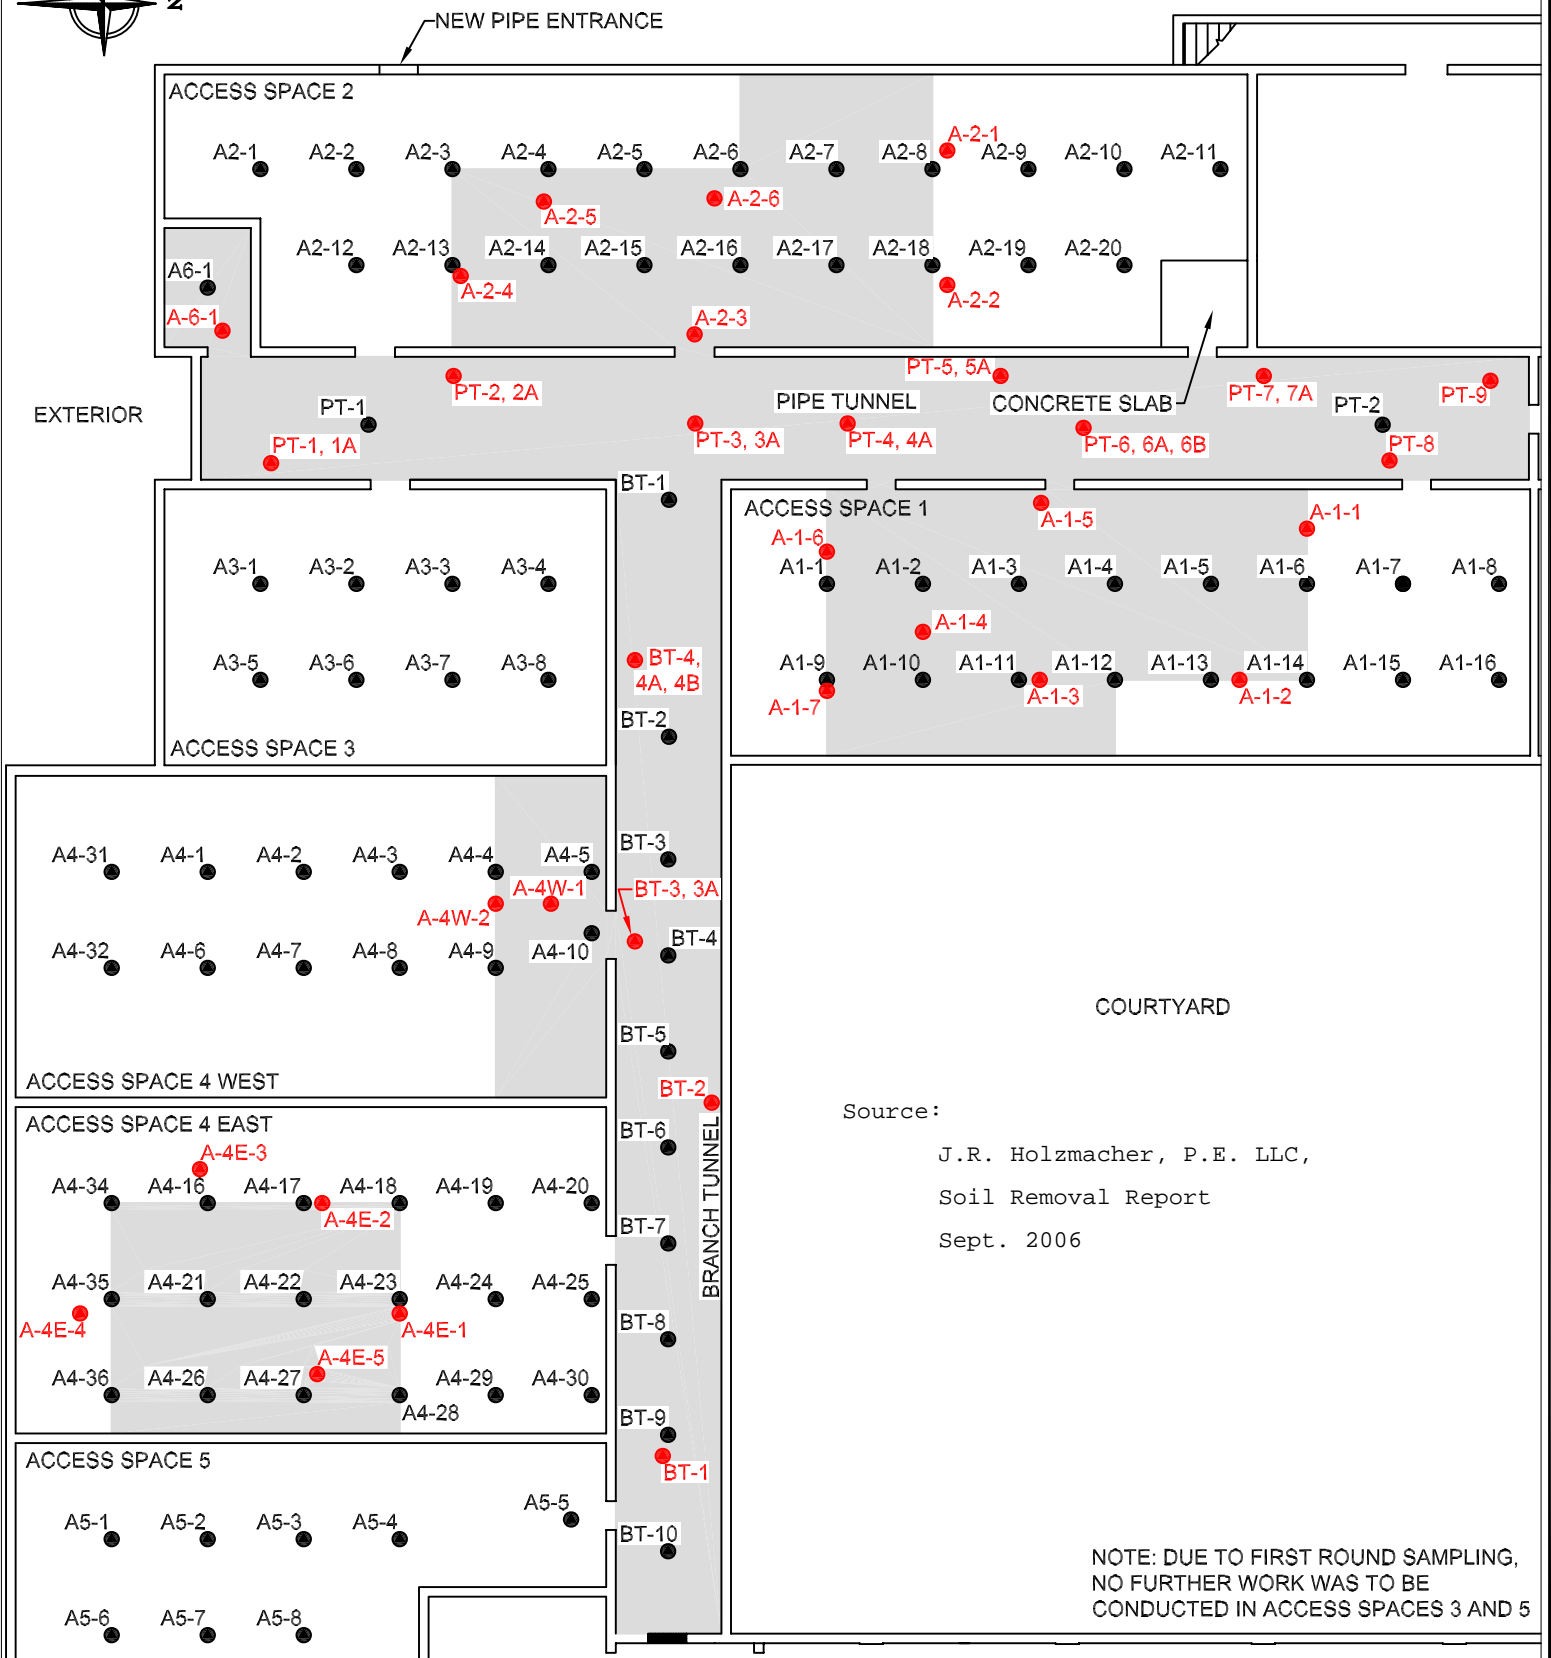 N
NEW PIPE ENTRANCE
ACCESS SPACE 2
A-2-1
A2-1 A2-2 A2-3 A2-4 A2-5 A2-6 A2-7 A2-8 A2-9 A2-10 A2-11
A-2-5 A-2-6
A2-12 A2-13 A2-14 A2-15 A2-16 A2-17 A2-18 A2-19 A2-20
A6-1
A-2-4 A-2-2
A-6-1 A-2-3
PT-5, 5A
PT-2, 2A PT-7, 7A PT-9
EXTERIOR PT-1 PIPE TUNNEL CONCRETE SLAB PT-2
PT-1, 1A PT-3, 3A PT-4, 4A PT-6, 6A, 6B PT-8
BT-1
ACCESS SPACE 1 A-1-5 A-1-1
A-1-6
A3-1 A3-2 A3-3 A3-4 A1-1 A1-2 A1-3 A1-4 A1-5 A1-6 A1-7 A1-8
A-1-4
A3-5 A3-6 A3-7 A3-8 BT-4, A1-9 A1-10 A1-11 A1-12 A1-13 A1-14 A1-15 A1-16
4A, 4B
A-1-7 A-1-3 A-1-2
BT-2
ACCESS SPACE 3
BT-3
A4-31 A4-1 A4-2 A4-3 A4-4 A4-5
A-4W-1 BT-3, 3A
A-4W-2
A4-32 A4-6 A4-7 A4-8 A4-9 A4-10 BT-4
COURTYARD
BT-5
ACCESS SPACE 4 WEST
BT-2
ACCESS SPACE 4 EAST
BT-6
BRANCH TUNNEL
A-4E-3
A4-34 A4-16 A4-17 A4-18 A4-19 A4-20
A-4E-2
BT-7
A4-35 A4-21 A4-22 A4-23 A4-24 A4-25
A-4E-4 A-4E-1
BT-8
A-4E-5
A4-36 A4-26 A4-27 A4-29 A4-30
A4-28
BT-9
Source:
J.R. Holzmacher, P.E. LLC,
Soil Removal Report
Sept. 2006
ACCESS SPACE 5
BT-1
A5-5
A5-1 A5-2 A5-3 A5-4
BT-10
A5-6 A5-7 A5-8
NOTE: DUE TO FIRST ROUND SAMPLING,
NO FURTHER WORK WAS TO BE
CONDUCTED IN ACCESS SPACES 3 AND 5